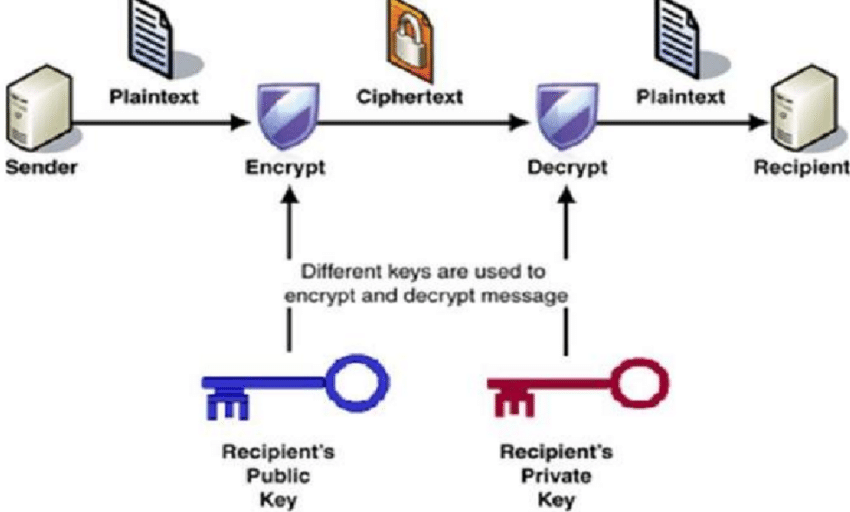 Plaintext
Ciphertext
Plaintext
Sender
Encrypt
Decrypt
Recipient
Different keys are used to
encrypt and decrypt message
Recipient's
Public
Key
Recipient's
Private
Key